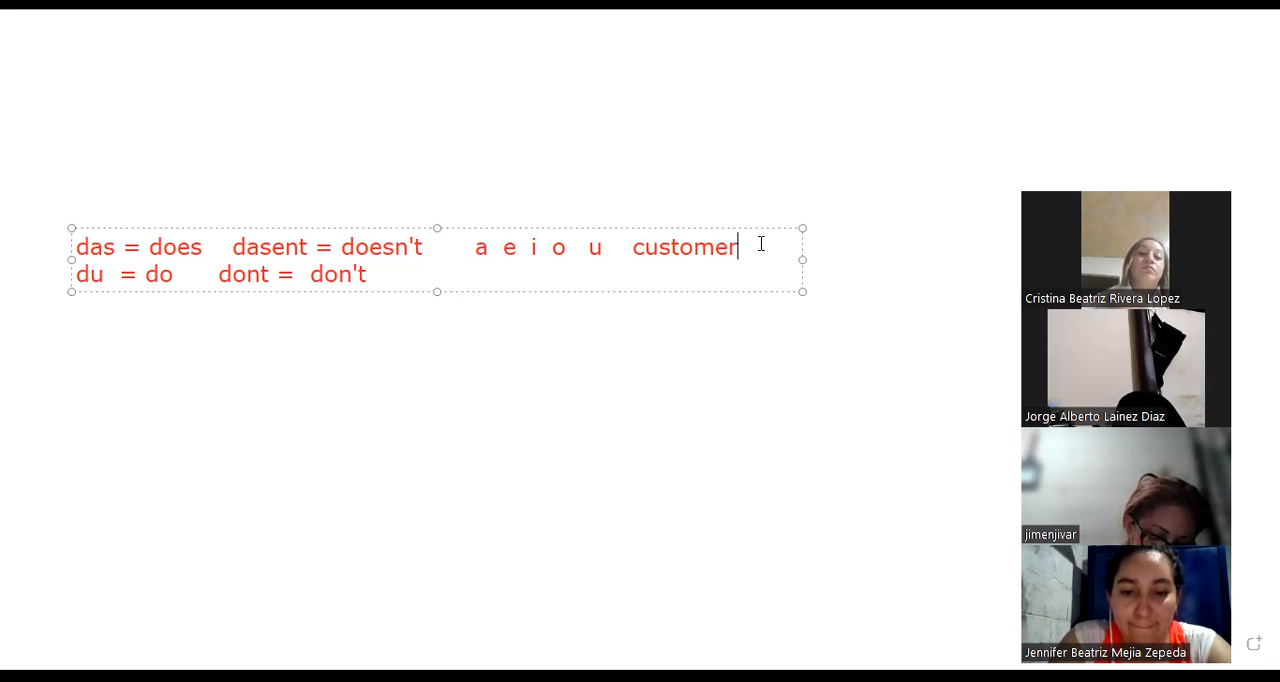 das = does    dasent = doesn't       a  e  i  o   u    customer
du  = do      dont =  don't
Cristina Beatriz Rivera Lopez
Jorge Alberto Lainez Diaz
jimenjivar
Jennifer Beatriz Mejia Zepeda